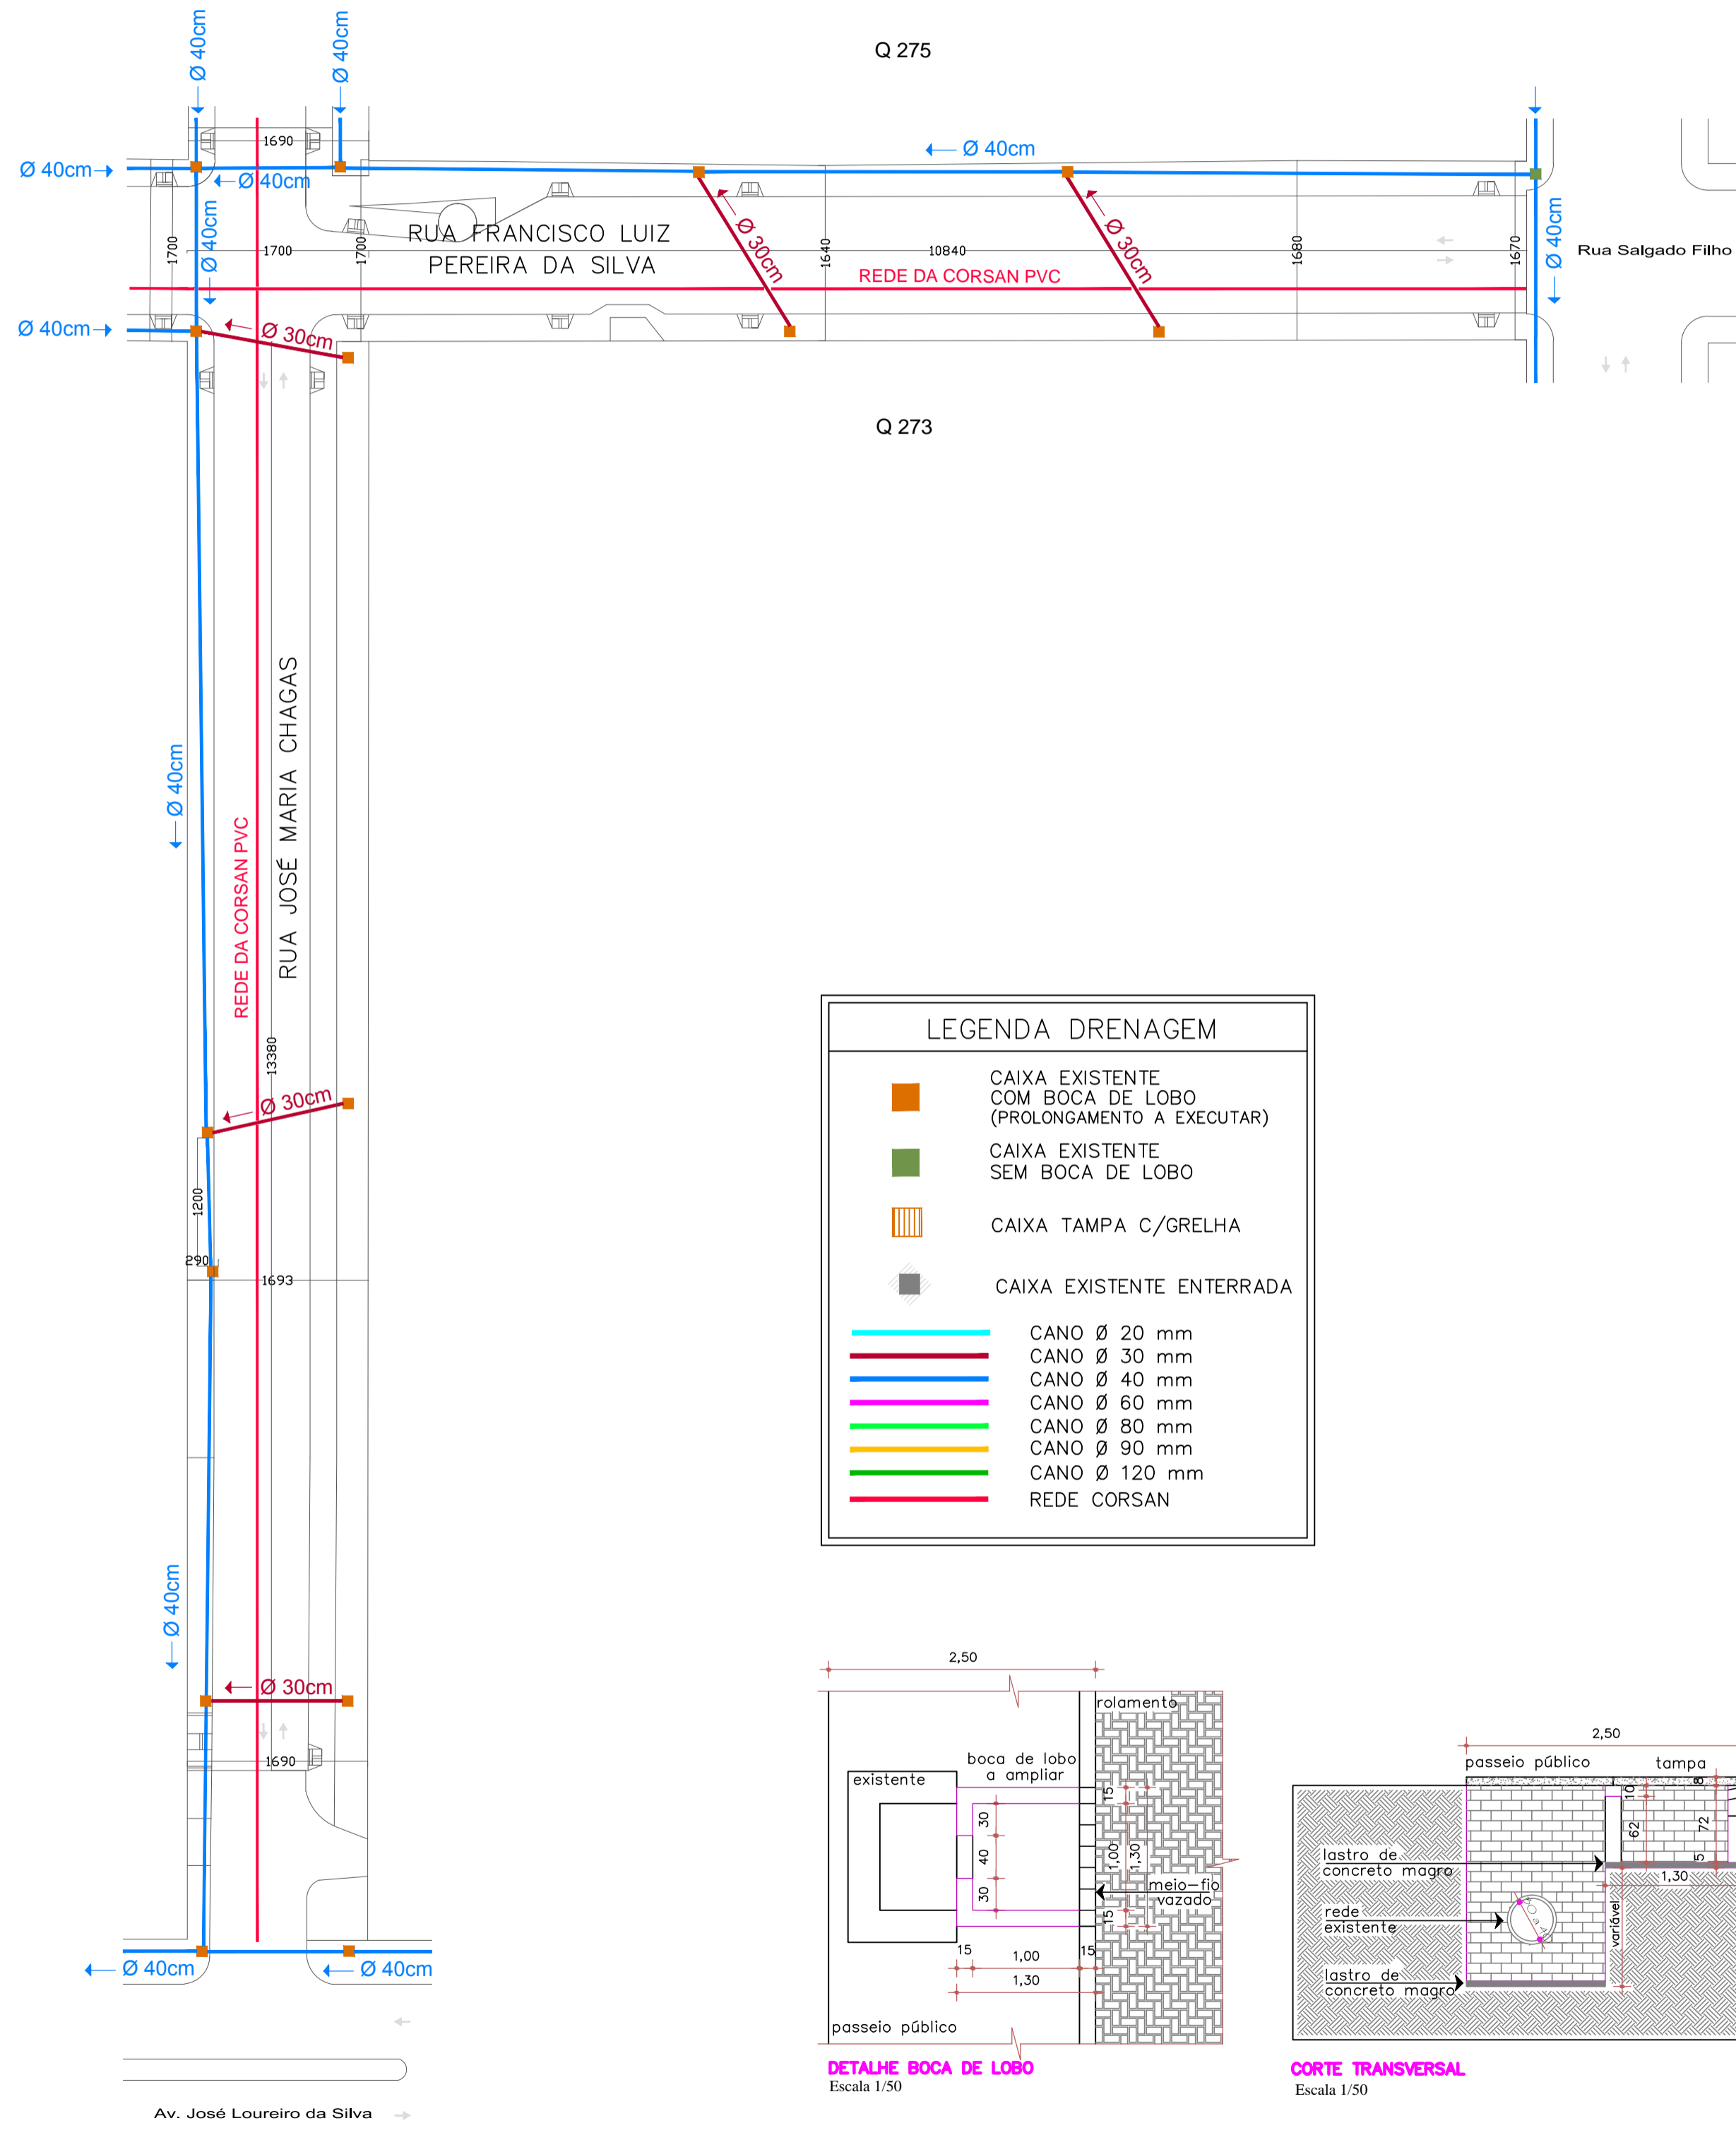 Ø 40cm
Ø 40cm
Q 275
1690
Ø 40cm
Ø 40cm
Ø 40cm
Ø 40cm
1700
1700
1700
RUA FRANCISCO LUIZ
PEREIRA DA SILVA
Ø 30cm
1640
10840
REDE DA CORSAN PVC
Ø 30cm
1680
1670
Ø 40cm
Rua Salgado Filho
Ø 40cm
Ø 30cm
Q 273
RUA JOSÉ MARIA CHAGAS
Ø 40cm
REDE DA CORSAN PVC
13380
Ø 30cm
1200
290
1693
Ø 40cm
Ø 30cm
1690
Ø 40cm
Ø 40cm
Av. José Loureiro da Silva
LEGENDA DRENAGEM
CAIXA EXISTENTE
COM BOCA DE LOBO
(PROLONGAMENTO A EXECUTAR)
CAIXA EXISTENTE
SEM BOCA DE LOBO
CAIXA TAMPA C/GRELHA
CAIXA EXISTENTE ENTERRADA
CANO Ø 20 mm
CANO Ø 30 mm
CANO Ø 40 mm
CANO Ø 60 mm
CANO Ø 80 mm
CANO Ø 90 mm
CANO Ø 120 mm
REDE CORSAN
2,50
rolamento
boca de lobo
a ampliar
existente
15
30
40
30
1,00
1,30
meio-fio
vazado
15
15
1,00
15
1,30
passeio público
DETALHE BOCA DE LOBO
Escala 1/50
2,50
passeio público
tampa
8
10
62
72
5
lastro de
concreto magro
1,30
rede
existente
variável
lastro de
concreto magro
CORTE TRANSVERSAL
Escala 1/50